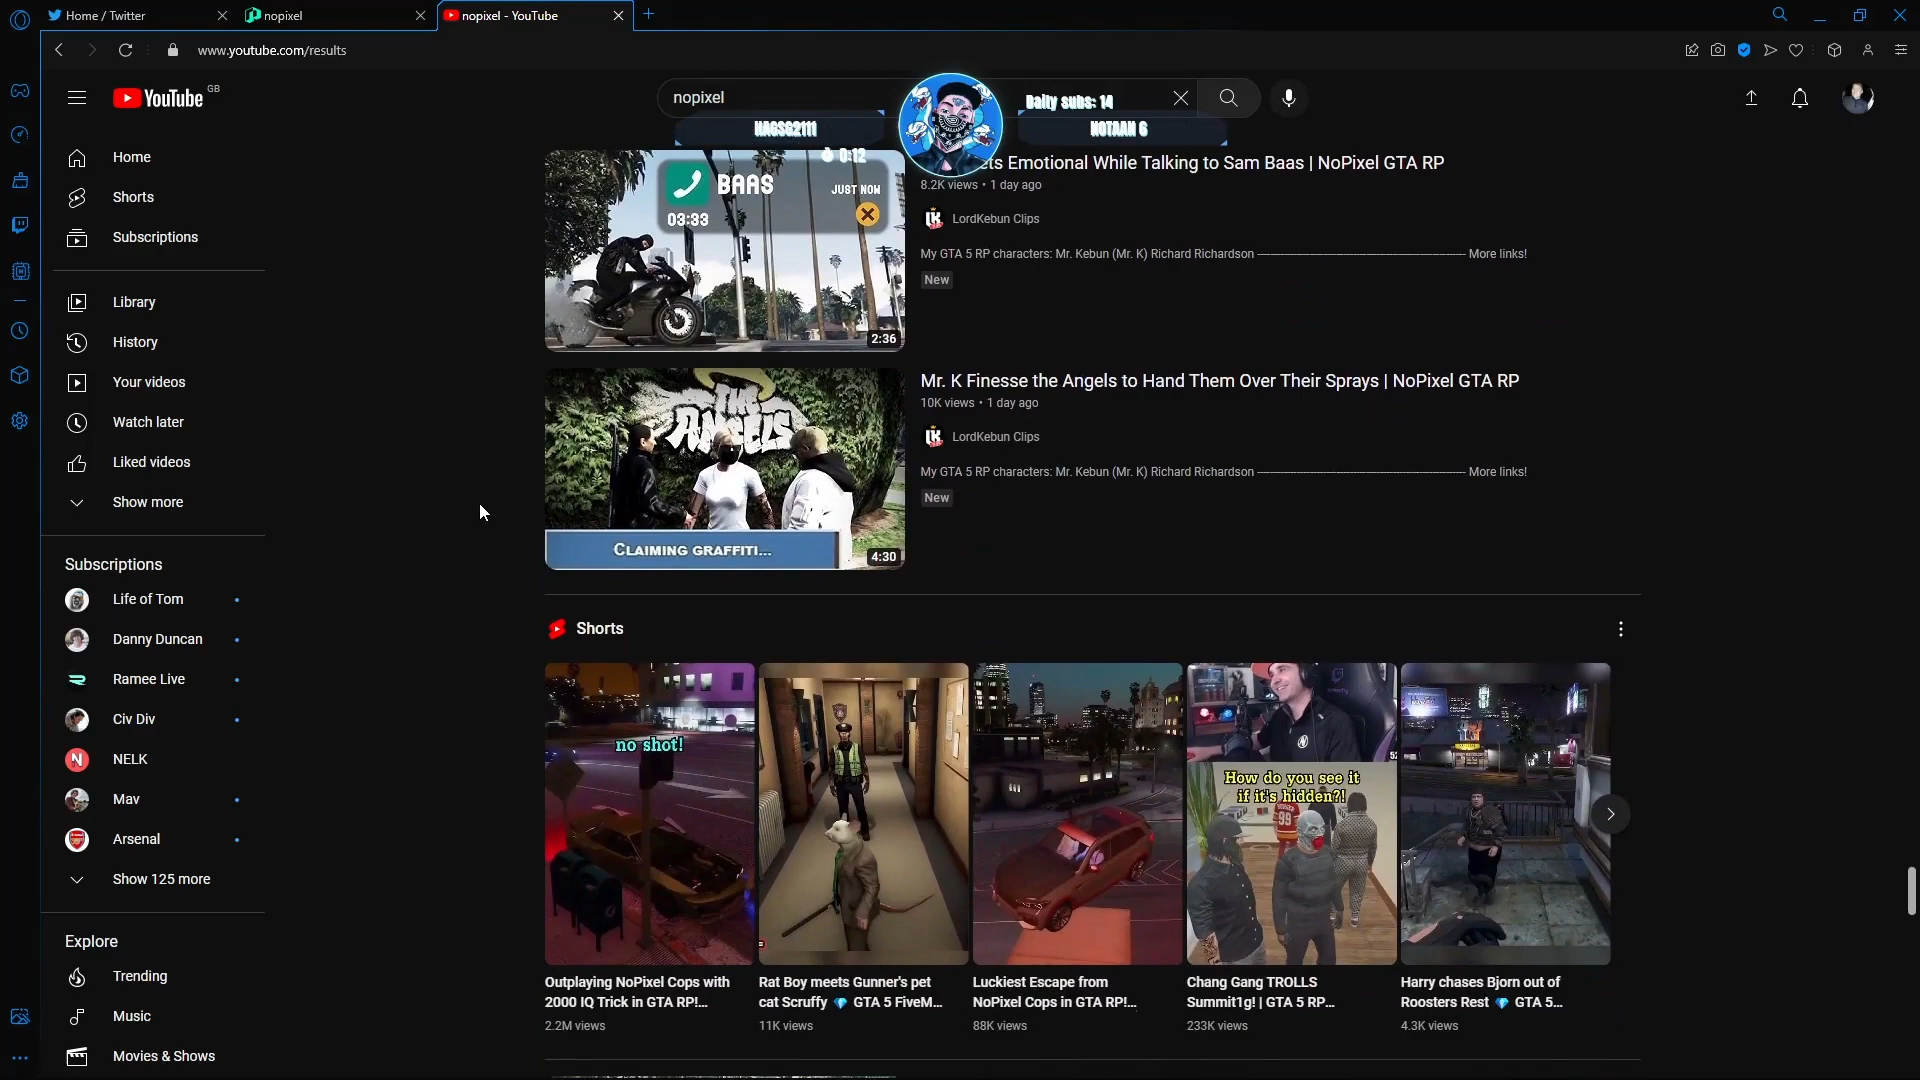 Home / Twitter
nopixel
nopixel - YouTube
www.youtube.com/results
YouTube GB
nopixel
Daily subs: 14
NAGSG2111
NOTAAN 6
Home
Shorts
Subscriptions
Library
History
Your videos
Watch later
Liked videos
Show more
Subscriptions
Life of Tom
Danny Duncan
Ramee Live
Civ Div
NELK
Mav
Arsenal
Show 125 more
Explore
Trending
Music
Movies & Shows
0:12
BAAS
JUST NOW
03:33
2:36
ets Emotional While Talking to Sam Baas | NoPixel GTA RP
8.2K views • 1 day ago
LordKebun Clips
My GTA 5 RP characters: Mr. Kebun (Mr. K) Richard Richardson ---------------------------------------------------- More links!
New
THE ANGELS
CLAIMING GRAFFITI...
4:30
Mr. K Finesse the Angels to Hand Them Over Their Sprays | NoPixel GTA RP
10K views • 1 day ago
LordKebun Clips
My GTA 5 RP characters: Mr. Kebun (Mr. K) Richard Richardson ---------------------------------------------------- More links!
New
Shorts
no shot!
How do you see it
if it's hidden?!
99
Outplaying NoPixel Cops with
2000 IQ Trick in GTA RP!...
2.2M views
Rat Boy meets Gunner's pet
cat Scruffy 💎 GTA 5 FiveM...
11K views
Luckiest Escape from
NoPixel Cops in GTA RP!...
88K views
Chang Gang TROLLS
Summit1g! | GTA 5 RP...
233K views
Harry chases Bjorn out of
Roosters Rest 💎 GTA 5...
4.3K views